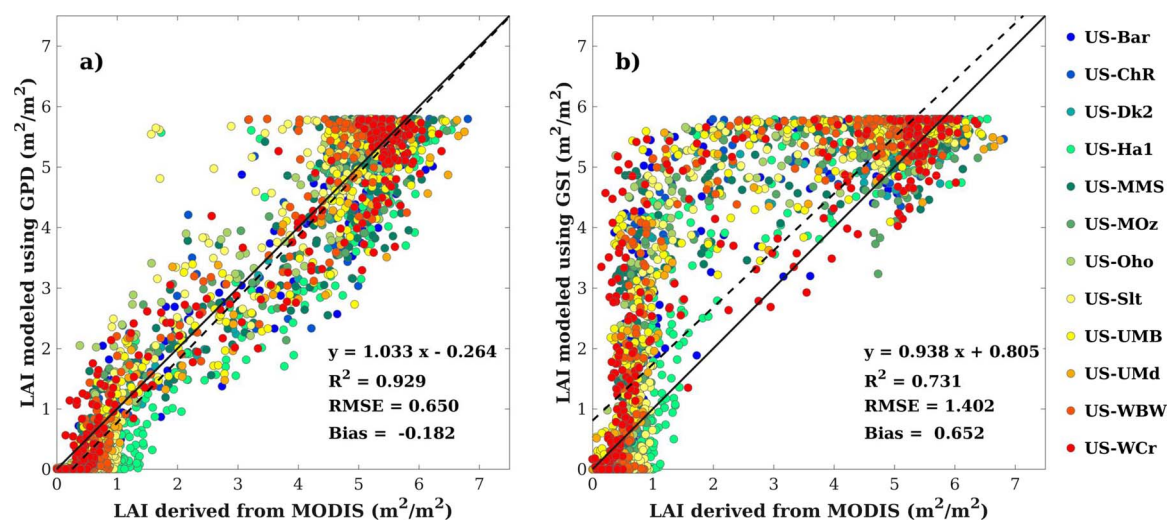 a)
LAI modeled using GPD (m²/m²)
7
6
5
4
3
2
1
0
y = 1.033 x - 0.264
R² = 0.929
RMSE = 0.650
Bias = -0.182
0 1 2 3 4 5 6 7
LAI derived from MODIS (m²/m²)
b)
LAI modeled using GSI (m²/m²)
7
6
5
4
3
2
1
0
y = 0.938 x + 0.805
R² = 0.731
RMSE = 1.402
Bias = 0.652
0 1 2 3 4 5 6 7
LAI derived from MODIS (m²/m²)
US-Bar
US-ChR
US-Dk2
US-Ha1
US-MMS
US-MOz
US-Oho
US-Slt
US-UMB
US-UMd
US-WBW
US-WCr